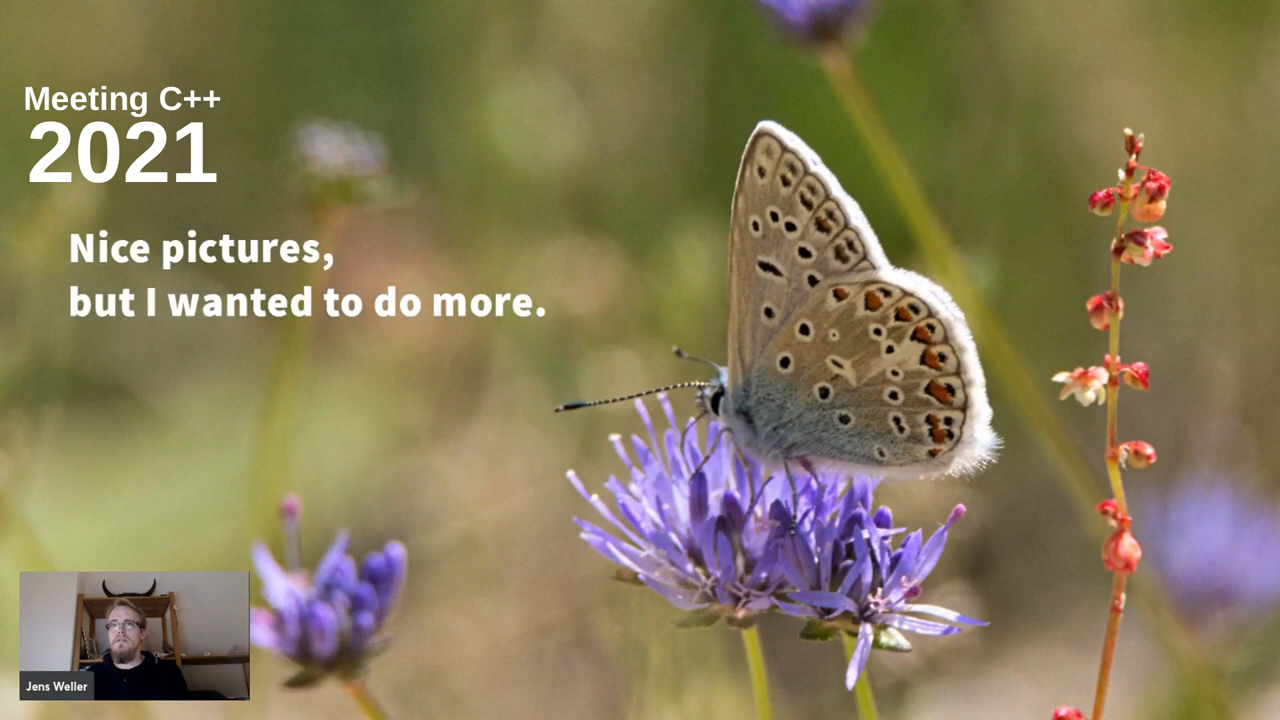 Meeting C++
2021
Nice pictures,
but I wanted to do more.
Jens Weller